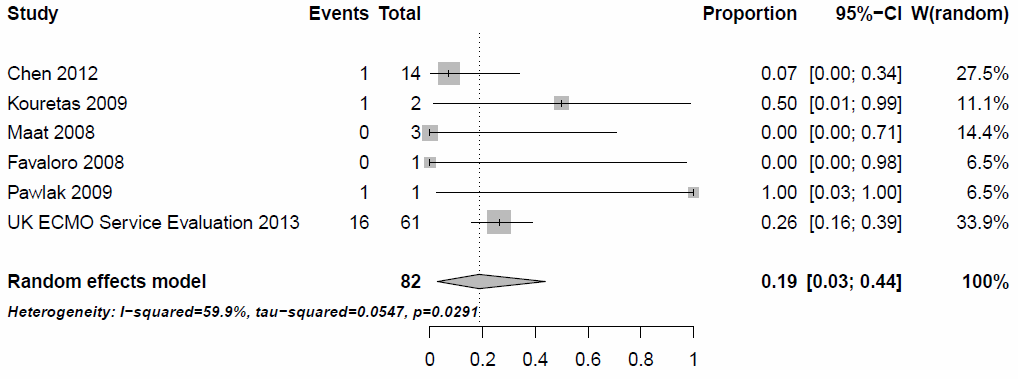 Study Events Total Proportion 95%−CI W(random)
Chen 2012 1 14 0.07 [0.00; 0.34] 27.5%
Kouretas 2009 1 2 0.50 [0.01; 0.99] 11.1%
Maat 2008 0 3 0.00 [0.00; 0.71] 14.4%
Favaloro 2008 0 1 0.00 [0.00; 0.98] 6.5%
Pawlak 2009 1 1 1.00 [0.03; 1.00] 6.5%
UK ECMO Service Evaluation 2013 16 61 0.26 [0.16; 0.39] 33.9%
Random effects model 82 0.19 [0.03; 0.44] 100%
Heterogeneity: I−squared=59.9%, tau−squared=0.0547, p=0.0291
0 0.2 0.4 0.6 0.8 1